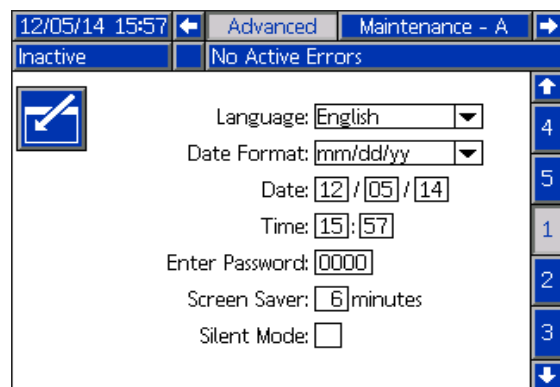 12/05/14 15:57 Advanced Maintenance - A
Inactive No Active Errors
4
Language: English
Date Format: mm/dd/yy
5
Date: 12 / 05 / 14
Time: 15 : 57
1
Enter Password: 0000
2
Screen Saver: 6 minutes
Silent Mode:
3